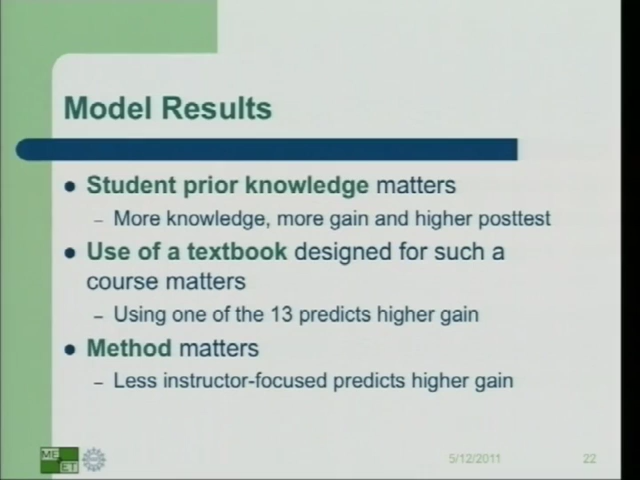 Model Results
● Student prior knowledge matters
– More knowledge, more gain and higher posttest
● Use of a textbook designed for such a
course matters
– Using one of the 13 predicts higher gain
● Method matters
– Less instructor-focused predicts higher gain
ME
ET
5/12/2011
22